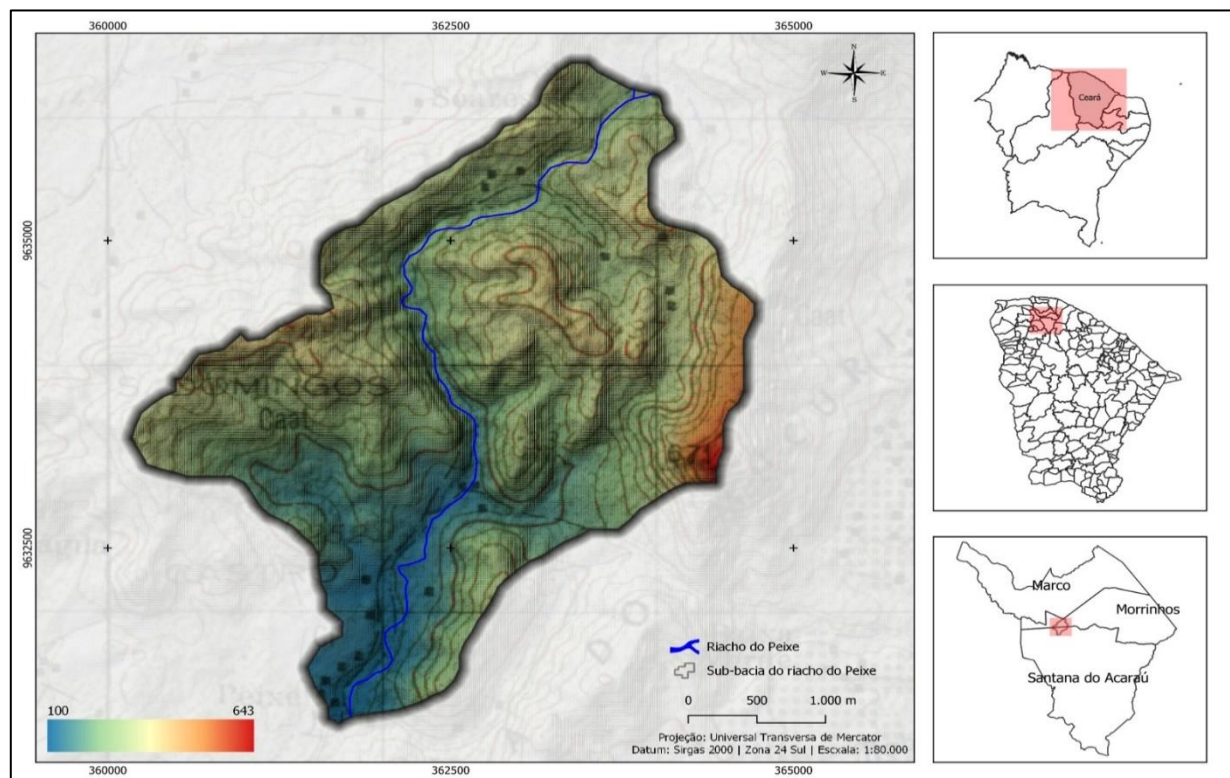 360000
362500
365000
N
W
E
S
9635000
9632500
DOMINGOS
Caat
Caat
671
Riacho do Peixe
Sub-bacia do riacho do Peixe
0
500
1.000 m
Projeção: Universal Transversa de Mercator
Datum: Sirgas 2000 | Zona 24 Sul | Escxala: 1:80.000
100
643
360000
362500
365000
Ceará
Marco
Morrinhos
Santana do Acaraú